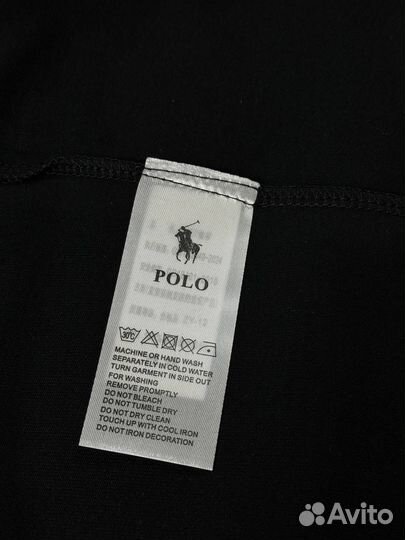 POLO
30°C
MACHINE OR HAND WASH
SEPARATELY IN COLD WATER
TURN GARMENT IN SIDE OUT
FOR WASHING
REMOVE PROMPTLY
DO NOT BLEACH
DO NOT TUMBLE DRY
DO NOT DRY CLEAN
TOUCH UP WITH COOL IRON
DO NOT IRON DECORATION
Avito